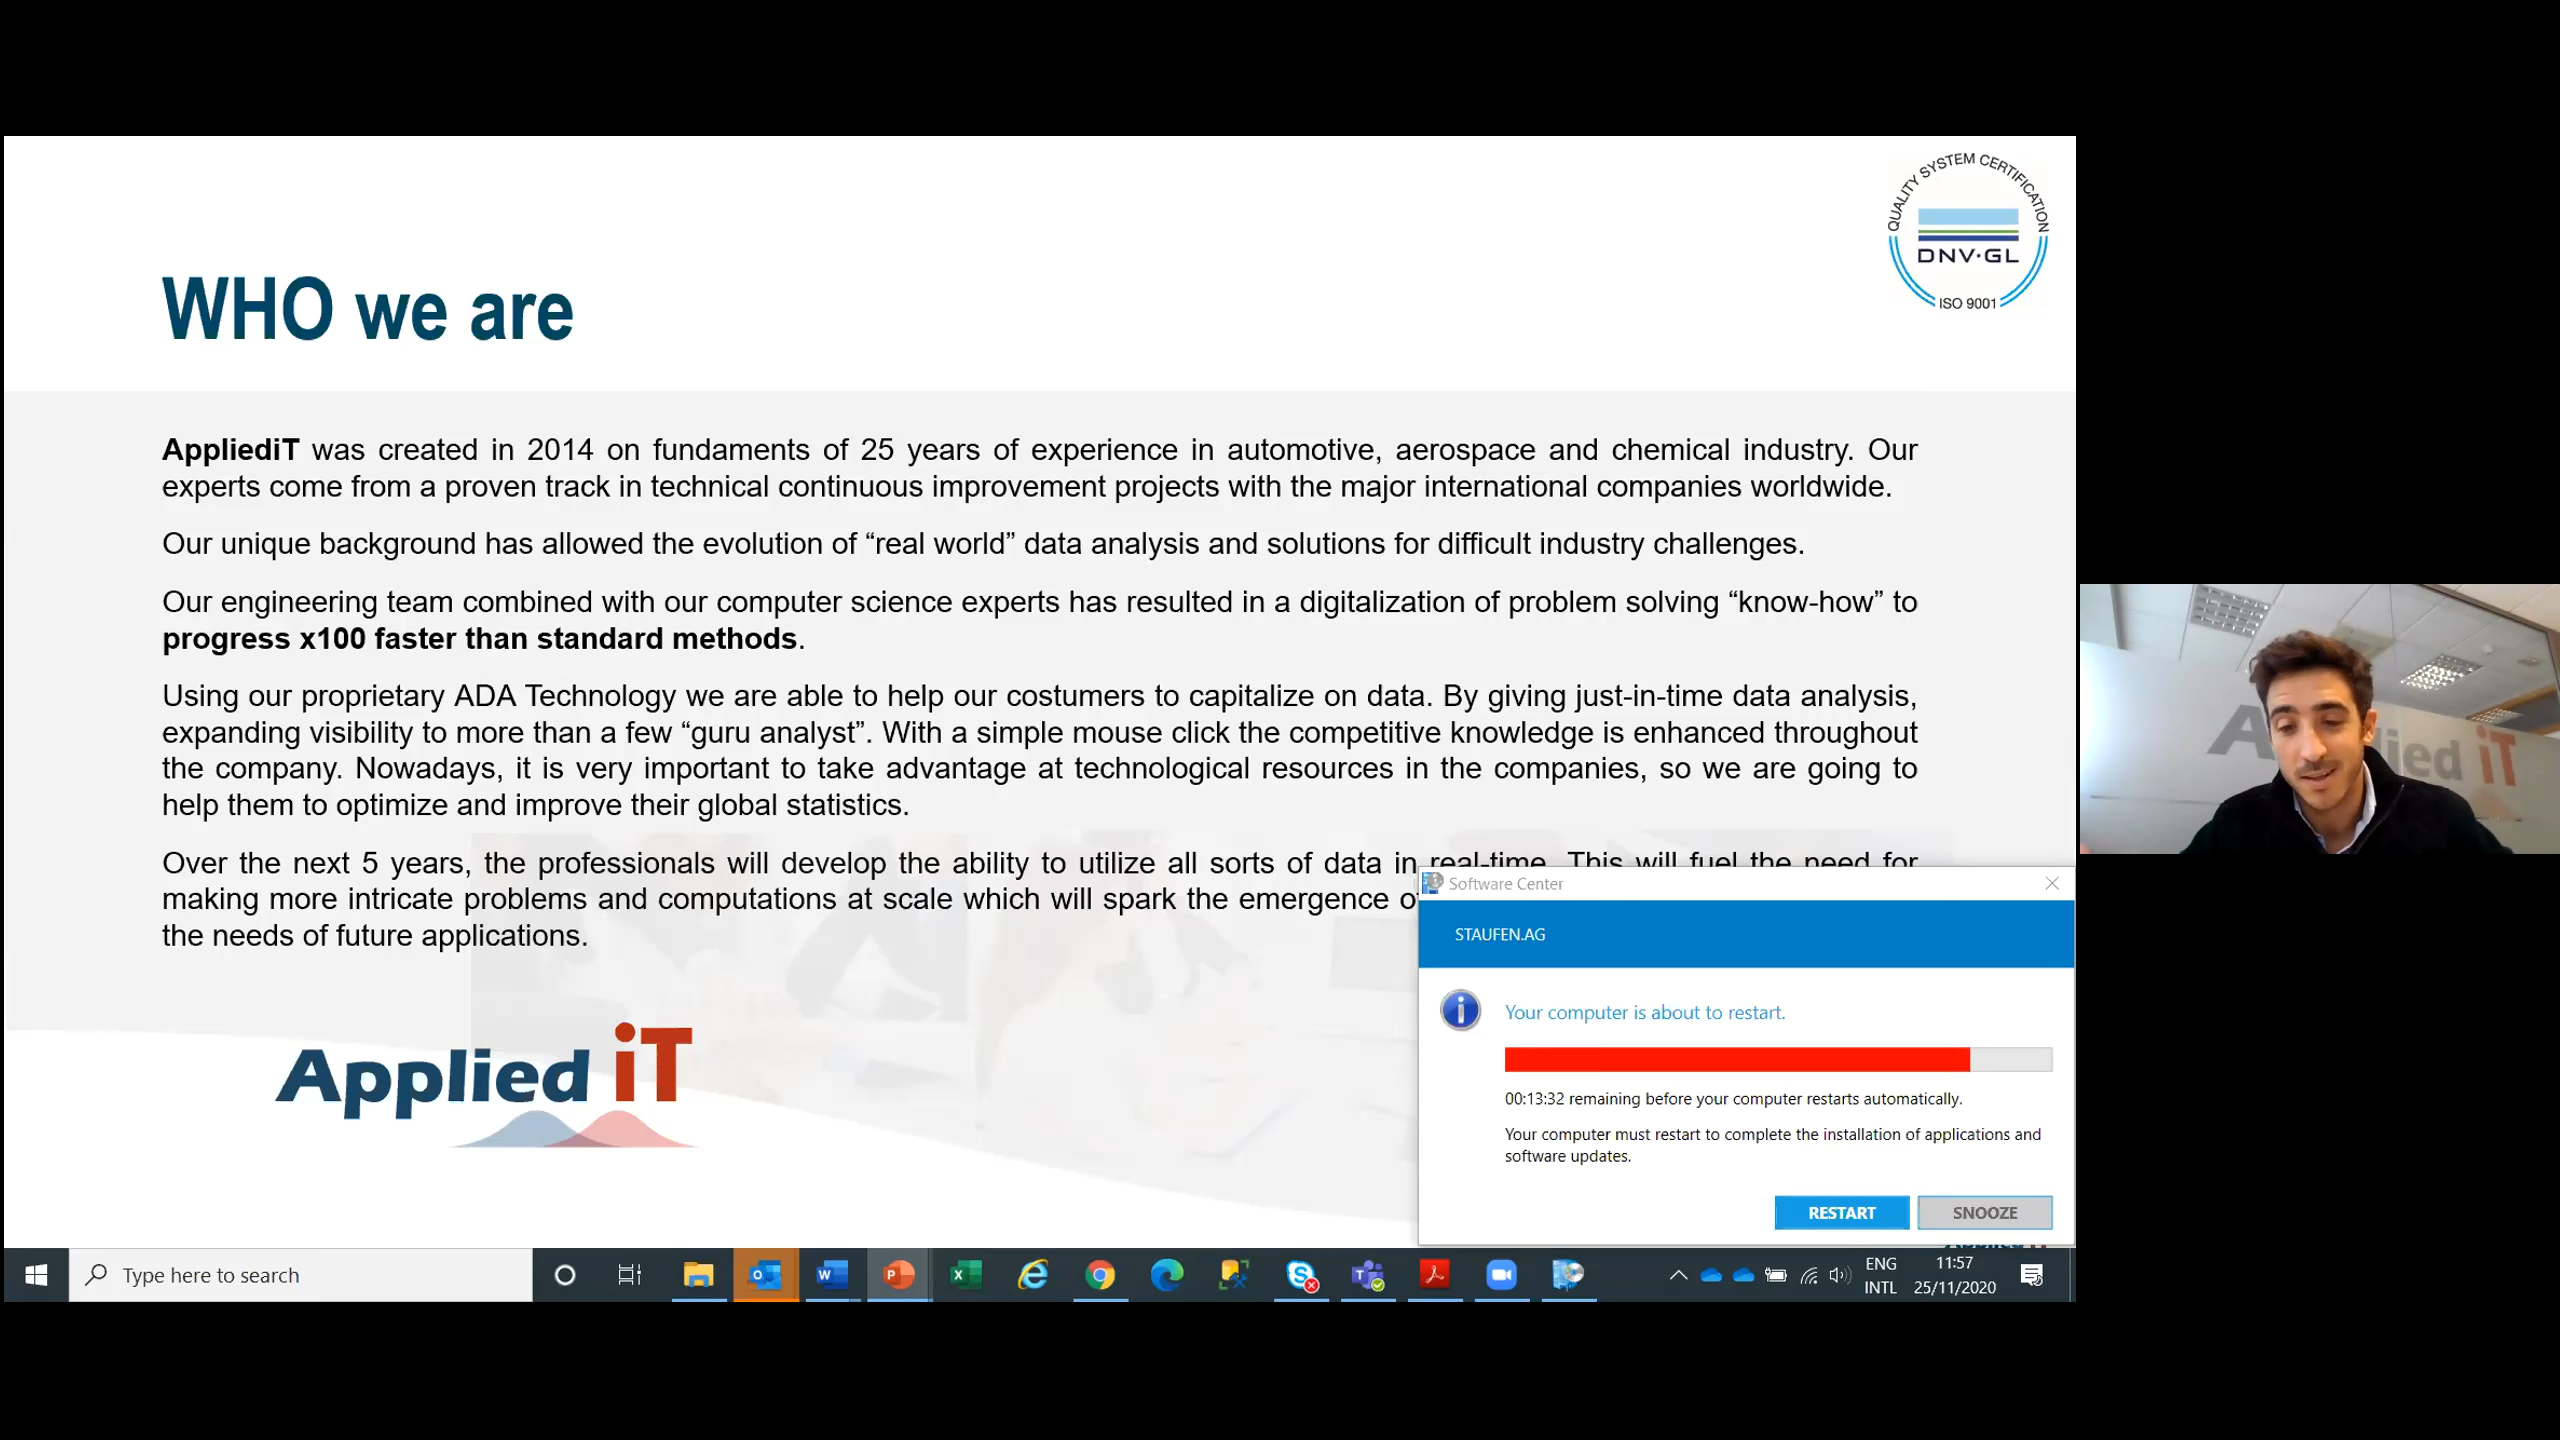 QUALITY SYSTEM CERTIFICATION
DNV·GL
ISO 9001
WHO we are
AppliediT was created in 2014 on fundaments of 25 years of experience in automotive, aerospace and chemical industry. Our
experts come from a proven track in technical continuous improvement projects with the major international companies worldwide.
Our unique background has allowed the evolution of “real world” data analysis and solutions for difficult industry challenges.
Our engineering team combined with our computer science experts has resulted in a digitalization of problem solving “know-how” to
progress x100 faster than standard methods.
Using our proprietary ADA Technology we are able to help our costumers to capitalize on data. By giving just-in-time data analysis,
expanding visibility to more than a few “guru analyst”. With a simple mouse click the competitive knowledge is enhanced throughout
the company. Nowadays, it is very important to take advantage at technological resources in the companies, so we are going to
help them to optimize and improve their global statistics.
Over the next 5 years, the professionals will develop the ability to utilize all sorts of data in real-time. This will fuel the need for
making more intricate problems and computations at scale which will spark the emergence
the needs of future applications.
Applied iT
Software Center
STAUFEN.AG
Your computer is about to restart.
00:13:32 remaining before your computer restarts automatically.
Your computer must restart to complete the installation of applications and
software updates.
RESTART SNOOZE
Type here to search
ENG
INTL
11:57
25/11/2020
iT